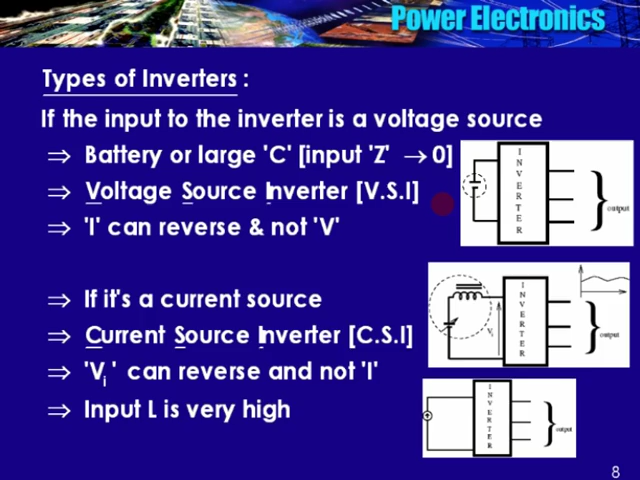 Power Electronics
Types of Inverters :
If the input to the inverter is a voltage source
⇒ Battery or large 'C' [input 'Z' → 0]
⇒ Voltage Source Inverter [V.S.I]
⇒ 'I' can reverse & not 'V'
INVERTER
output
⇒ If it's a current source
⇒ Current Source Inverter [C.S.I]
⇒ 'Vi' can reverse and not 'I'
⇒ Input L is very high
Vi
INVERTER
output
INVERTER
output
8